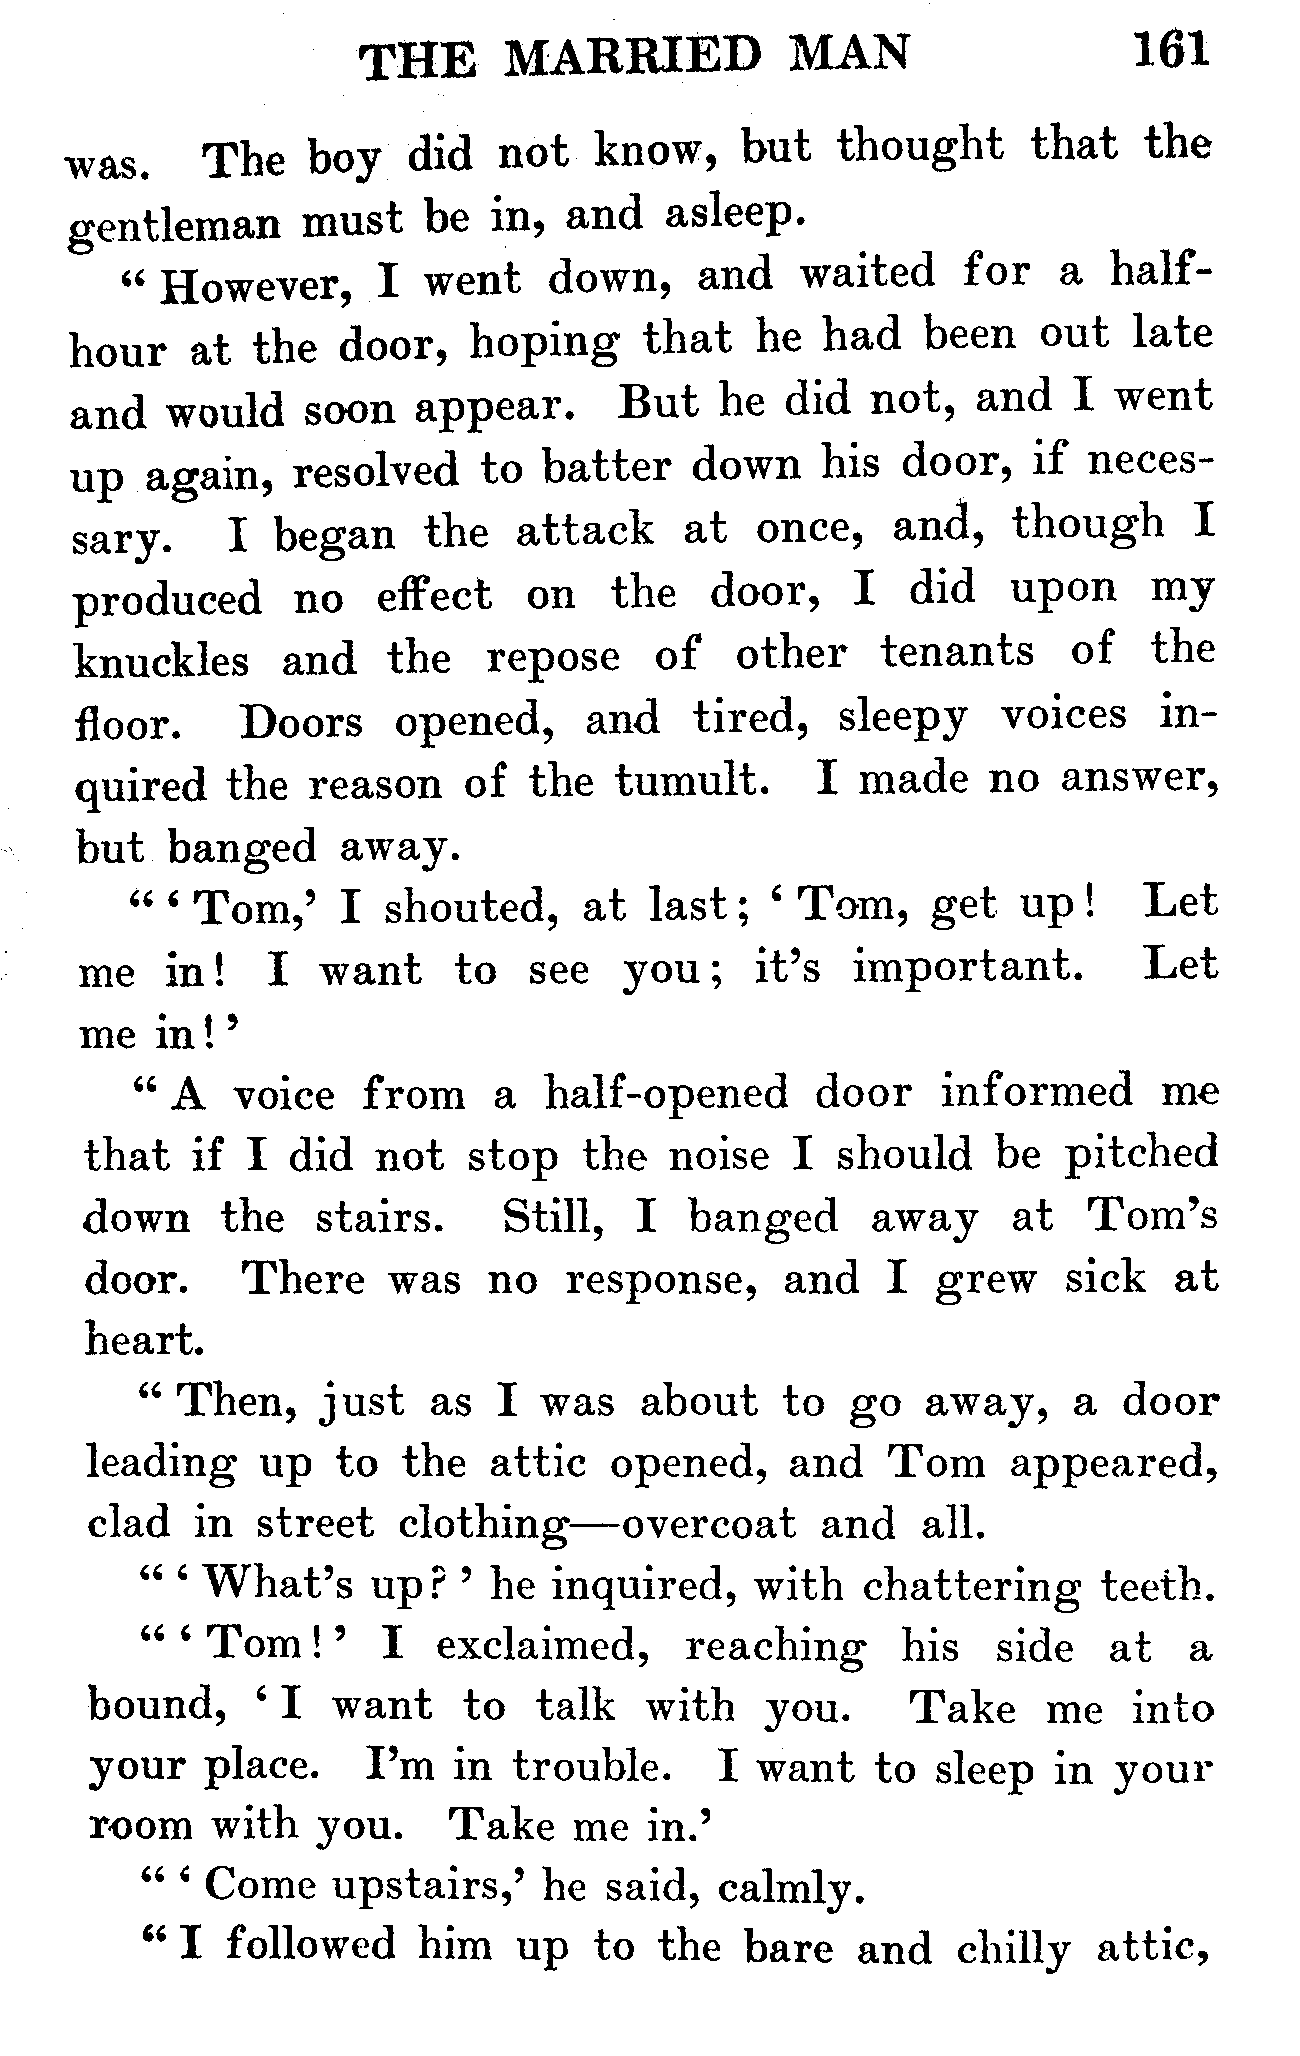 THE MARRIED MAN 161
was. The boy did not know, but thought that the
gentleman must be in, and asleep.
“ However, I went down, and waited for a half-
hour at the door, hoping that he had been out late
and would soon appear. But he did not, and I went
up again, resolved to batter down his door, if neces-
sary. I began the attack at once, and, though I
produced no effect on the door, I did upon my
knuckles and the repose of other tenants of the
floor. Doors opened, and tired, sleepy voices in-
quired the reason of the tumult. I made no answer,
but banged away.
“ ‘ Tom,’ I shouted, at last; ‘ Tom, get up! Let
me in! I want to see you; it’s important. Let
me in! ’
“ A voice from a half-opened door informed me
that if I did not stop the noise I should be pitched
down the stairs. Still, I banged away at Tom’s
door. There was no response, and I grew sick at
heart.
“ Then, just as I was about to go away, a door
leading up to the attic opened, and Tom appeared,
clad in street clothing—overcoat and all.
“ ‘ What’s up? ’ he inquired, with chattering teeth.
“ ‘ Tom! ’ I exclaimed, reaching his side at a
bound, ‘ I want to talk with you. Take me into
your place. I’m in trouble. I want to sleep in your
room with you. Take me in.’
“ ‘ Come upstairs,’ he said, calmly.
“ I followed him up to the bare and chilly attic,